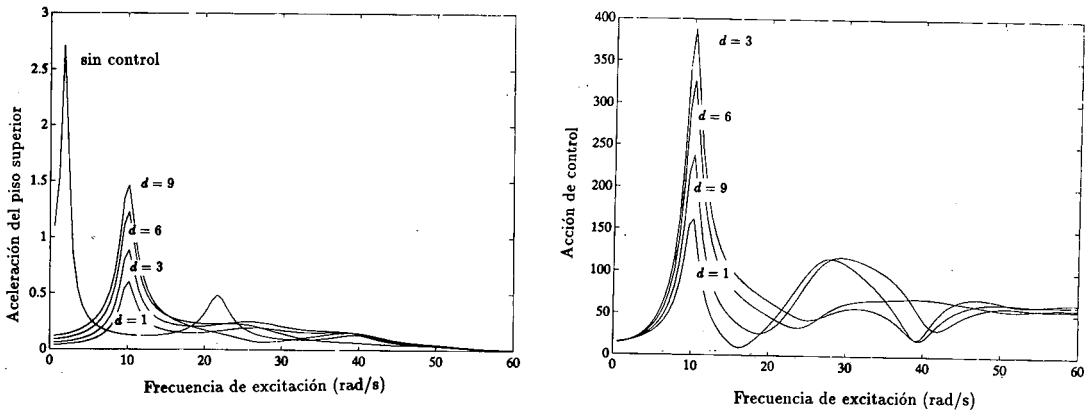 3
2.5
2
1.5
1
0.5
0
0
10
20
30
40
50
60
sin control
d = 9
d = 6
d = 3
d = 1
Aceleración del piso superior
Frecuencia de excitación (rad/s)
400
350
300
250
200
150
100
50
0
0
10
20
30
40
50
60
d = 3
d = 6
d = 9
d = 1
Acción de control
Frecuencia de excitación (rad/s)